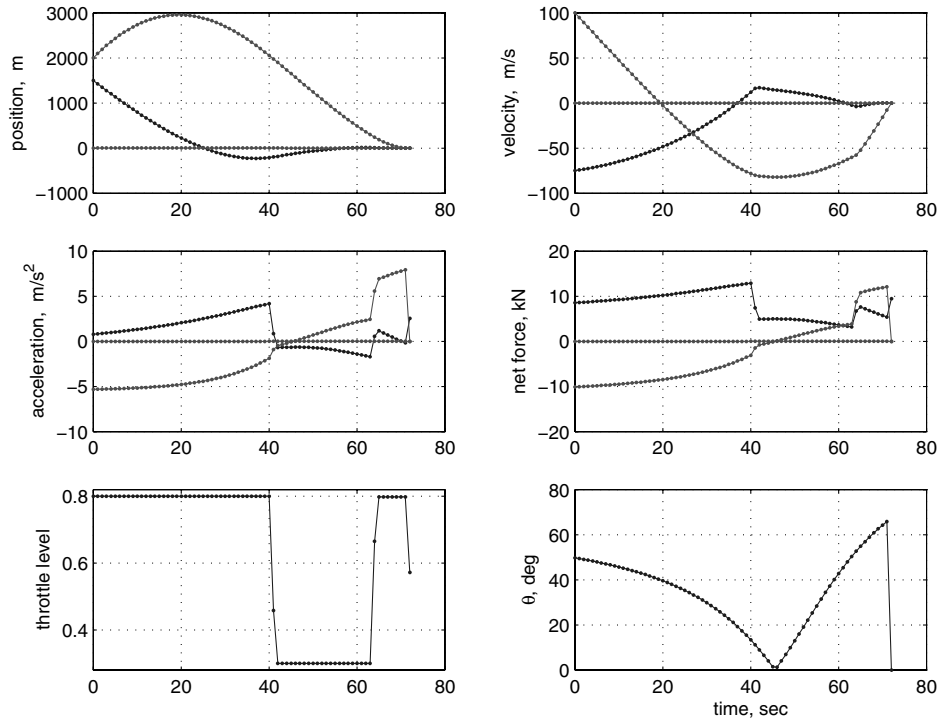 position, m
3000
2000
1000
0
−1000
0 20 40 60 80
velocity, m/s
100
50
0
−50
−100
0 20 40 60 80
acceleration, m/s²
10
5
0
−5
−10
0 20 40 60 80
net force, kN
20
10
0
−10
−20
0 20 40 60 80
throttle level
0.8
0.6
0.4
0 20 40 60 80
θ, deg
80
60
40
20
0
0 20 40 60 80
time, sec